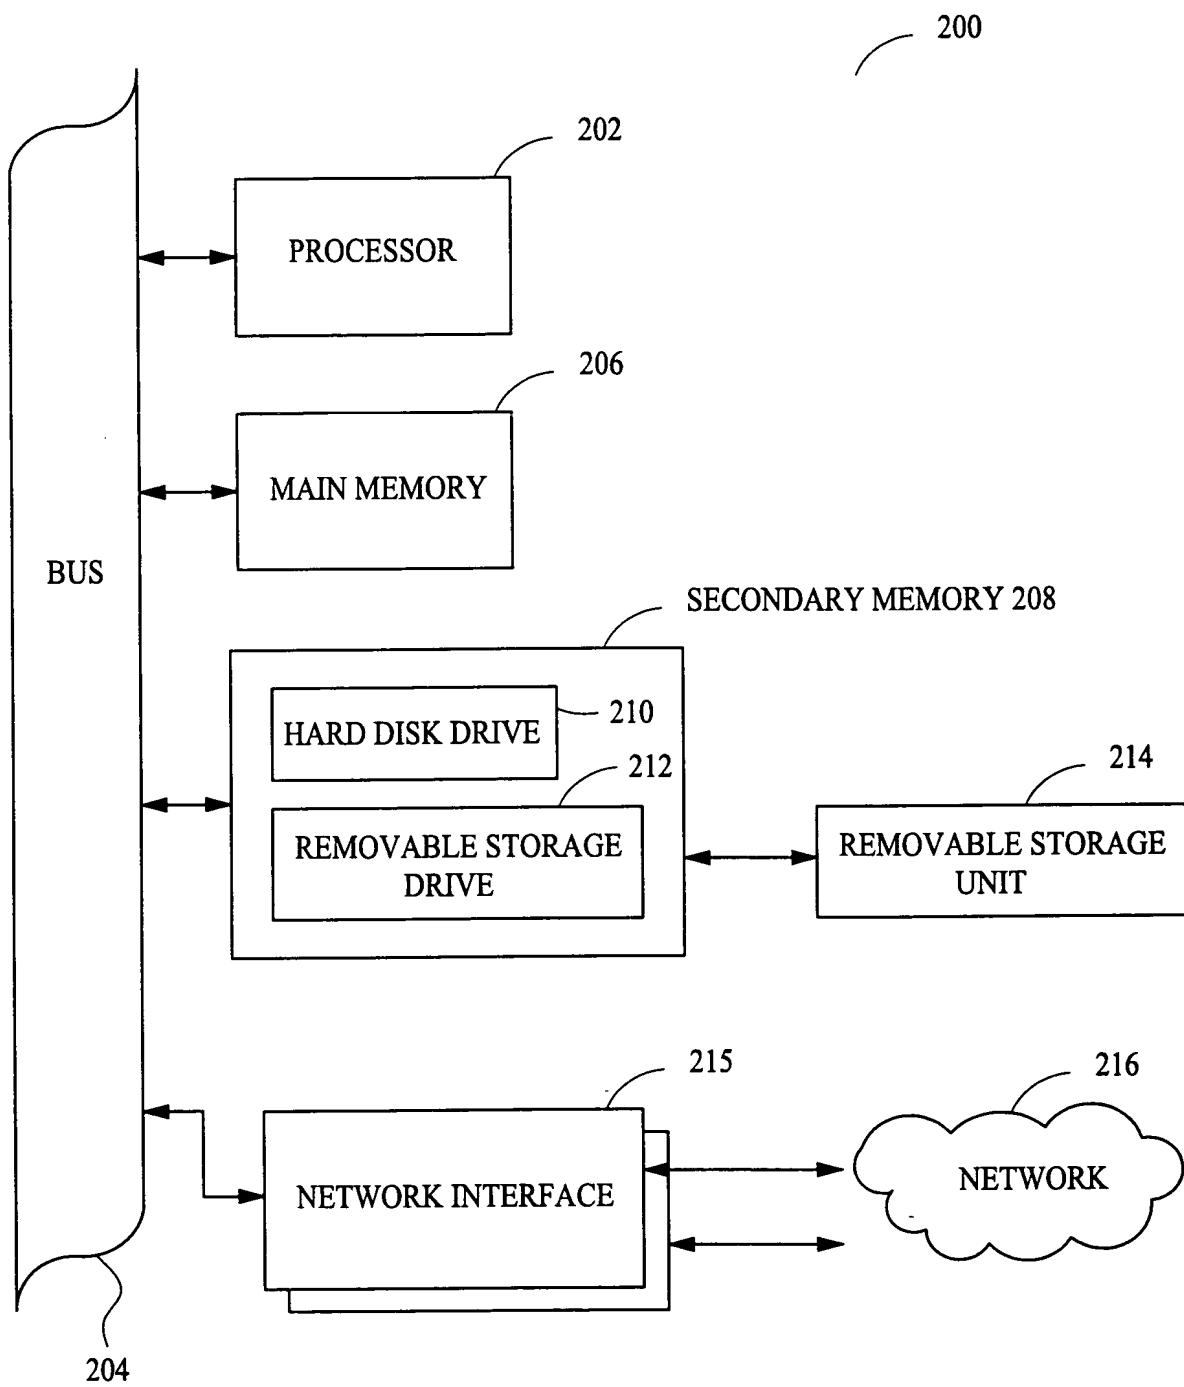 200
202
PROCESSOR
206
MAIN MEMORY
BUS
SECONDARY MEMORY 208
HARD DISK DRIVE
210
212
REMOVABLE STORAGE
DRIVE
214
REMOVABLE STORAGE
UNIT
215
NETWORK INTERFACE
216
NETWORK
204